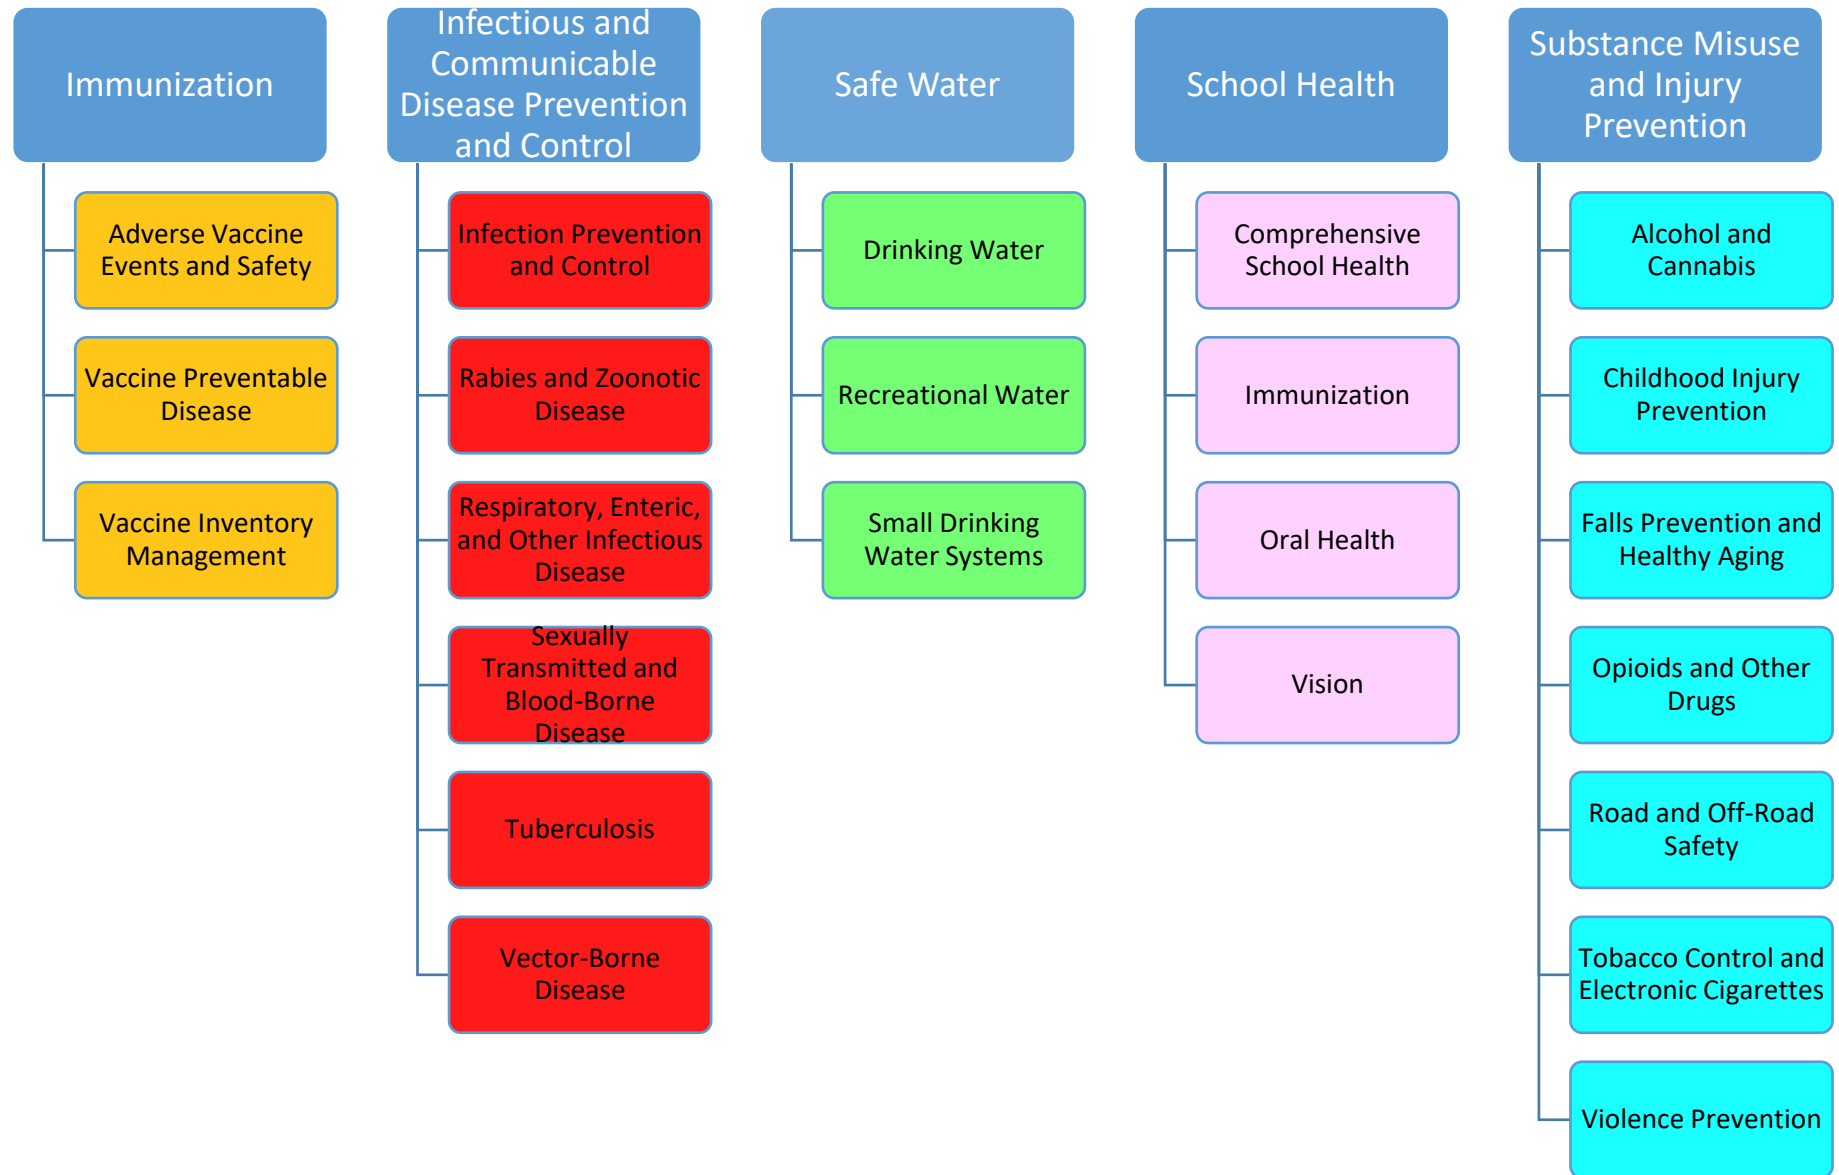 Immunization
Adverse Vaccine
Events and Safety
Vaccine Preventable
Disease
Vaccine Inventory
Management
Infectious and
Communicable
Disease Prevention
and Control
Infection Prevention
and Control
Rabies and Zoonotic
Disease
Respiratory, Enteric,
and Other Infectious
Disease
Sexually
Transmitted and
Blood-Borne
Disease
Tuberculosis
Vector-Borne
Disease
Safe Water
Drinking Water
Recreational Water
Small Drinking
Water Systems
School Health
Comprehensive
School Health
Immunization
Oral Health
Vision
Substance Misuse
and Injury
Prevention
Alcohol and
Cannabis
Childhood Injury
Prevention
Falls Prevention and
Healthy Aging
Opioids and Other
Drugs
Road and Off-Road
Safety
Tobacco Control and
Electronic Cigarettes
Violence Prevention